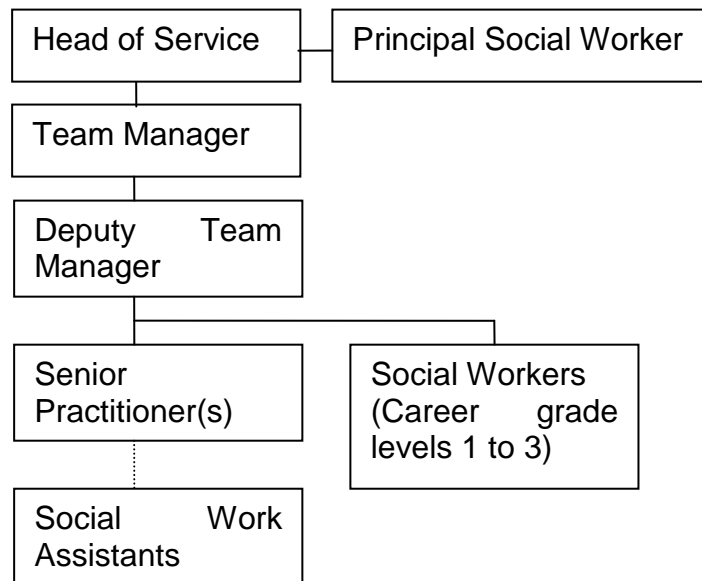 Head of Service
Principal Social Worker
Team Manager
Deputy Team
Manager
Senior
Practitioner(s)
Social Workers
(Career grade
levels 1 to 3)
Social Work
Assistants